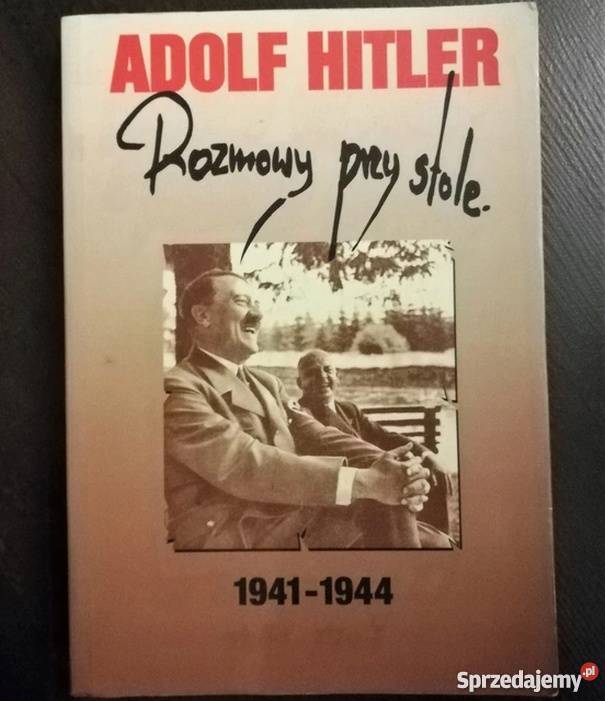 ADOLF HITLER
Rozmowy przy stole.
1941-1944
Sprzedajemy.pl